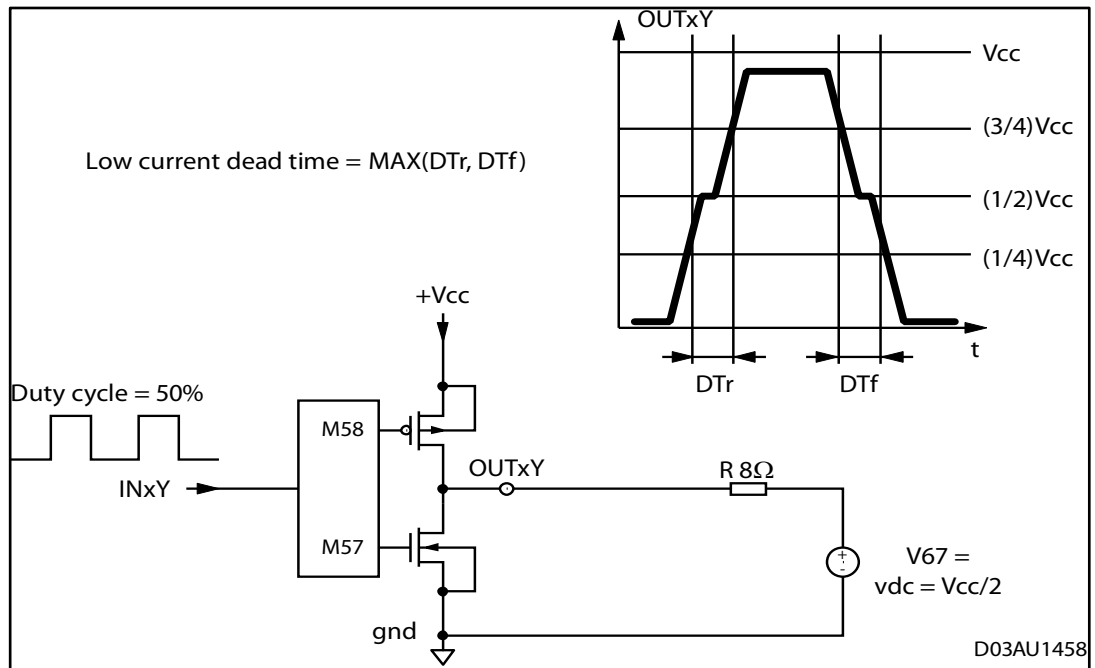 OUTxY
Vcc
(3/4)Vcc
Low current dead time = MAX(DTr, DTf)
(1/2)Vcc
(1/4)Vcc
+Vcc
t
DTr
DTf
Duty cycle = 50%
M58
OUTxY
R 8Ω
INxY
M57
+
-
V67 =
vdc = Vcc/2
gnd
D03AU1458